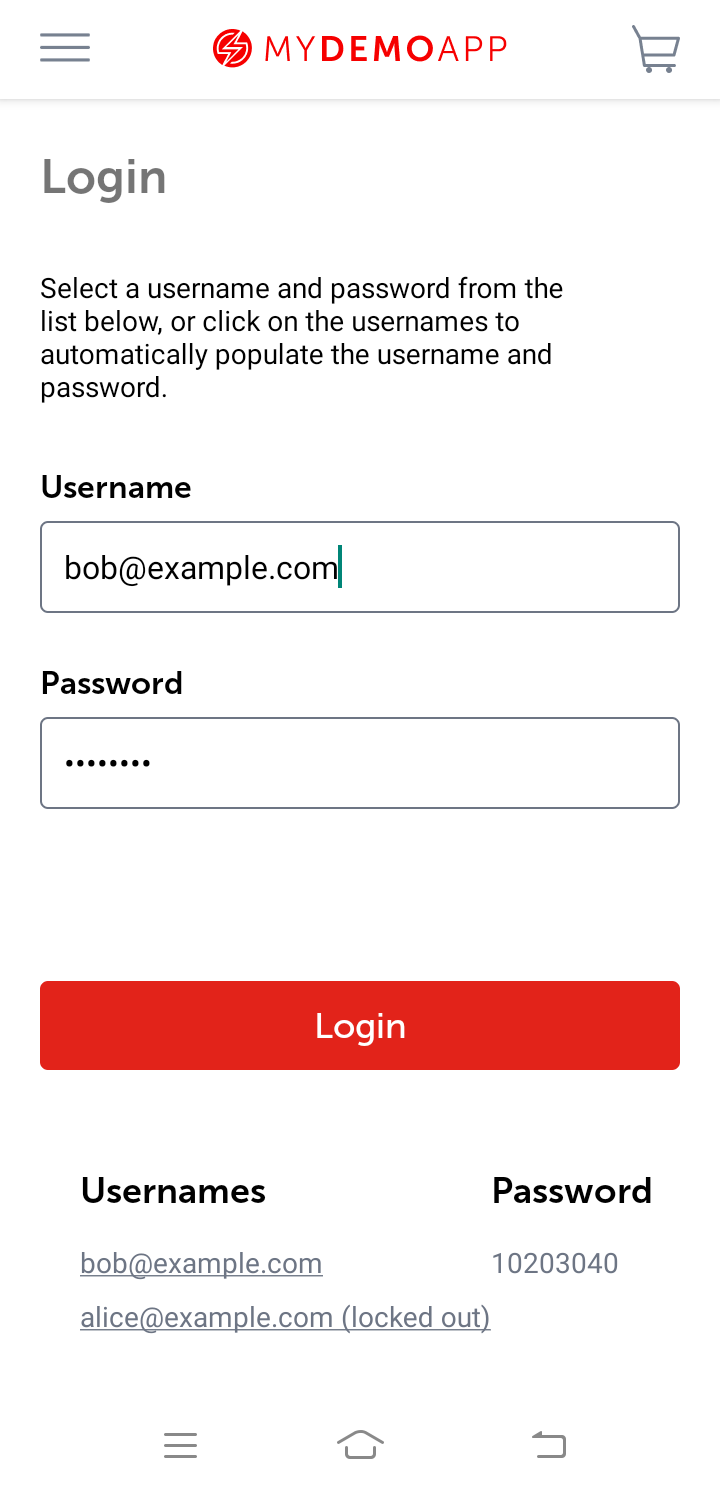 MYDEMOAPP
Login
Select a username and password from the
list below, or click on the usernames to
automatically populate the username and
password.
Username
bob@example.com
Password
••••••••
Login
Usernames Password
bob@example.com 10203040
alice@example.com (locked out)